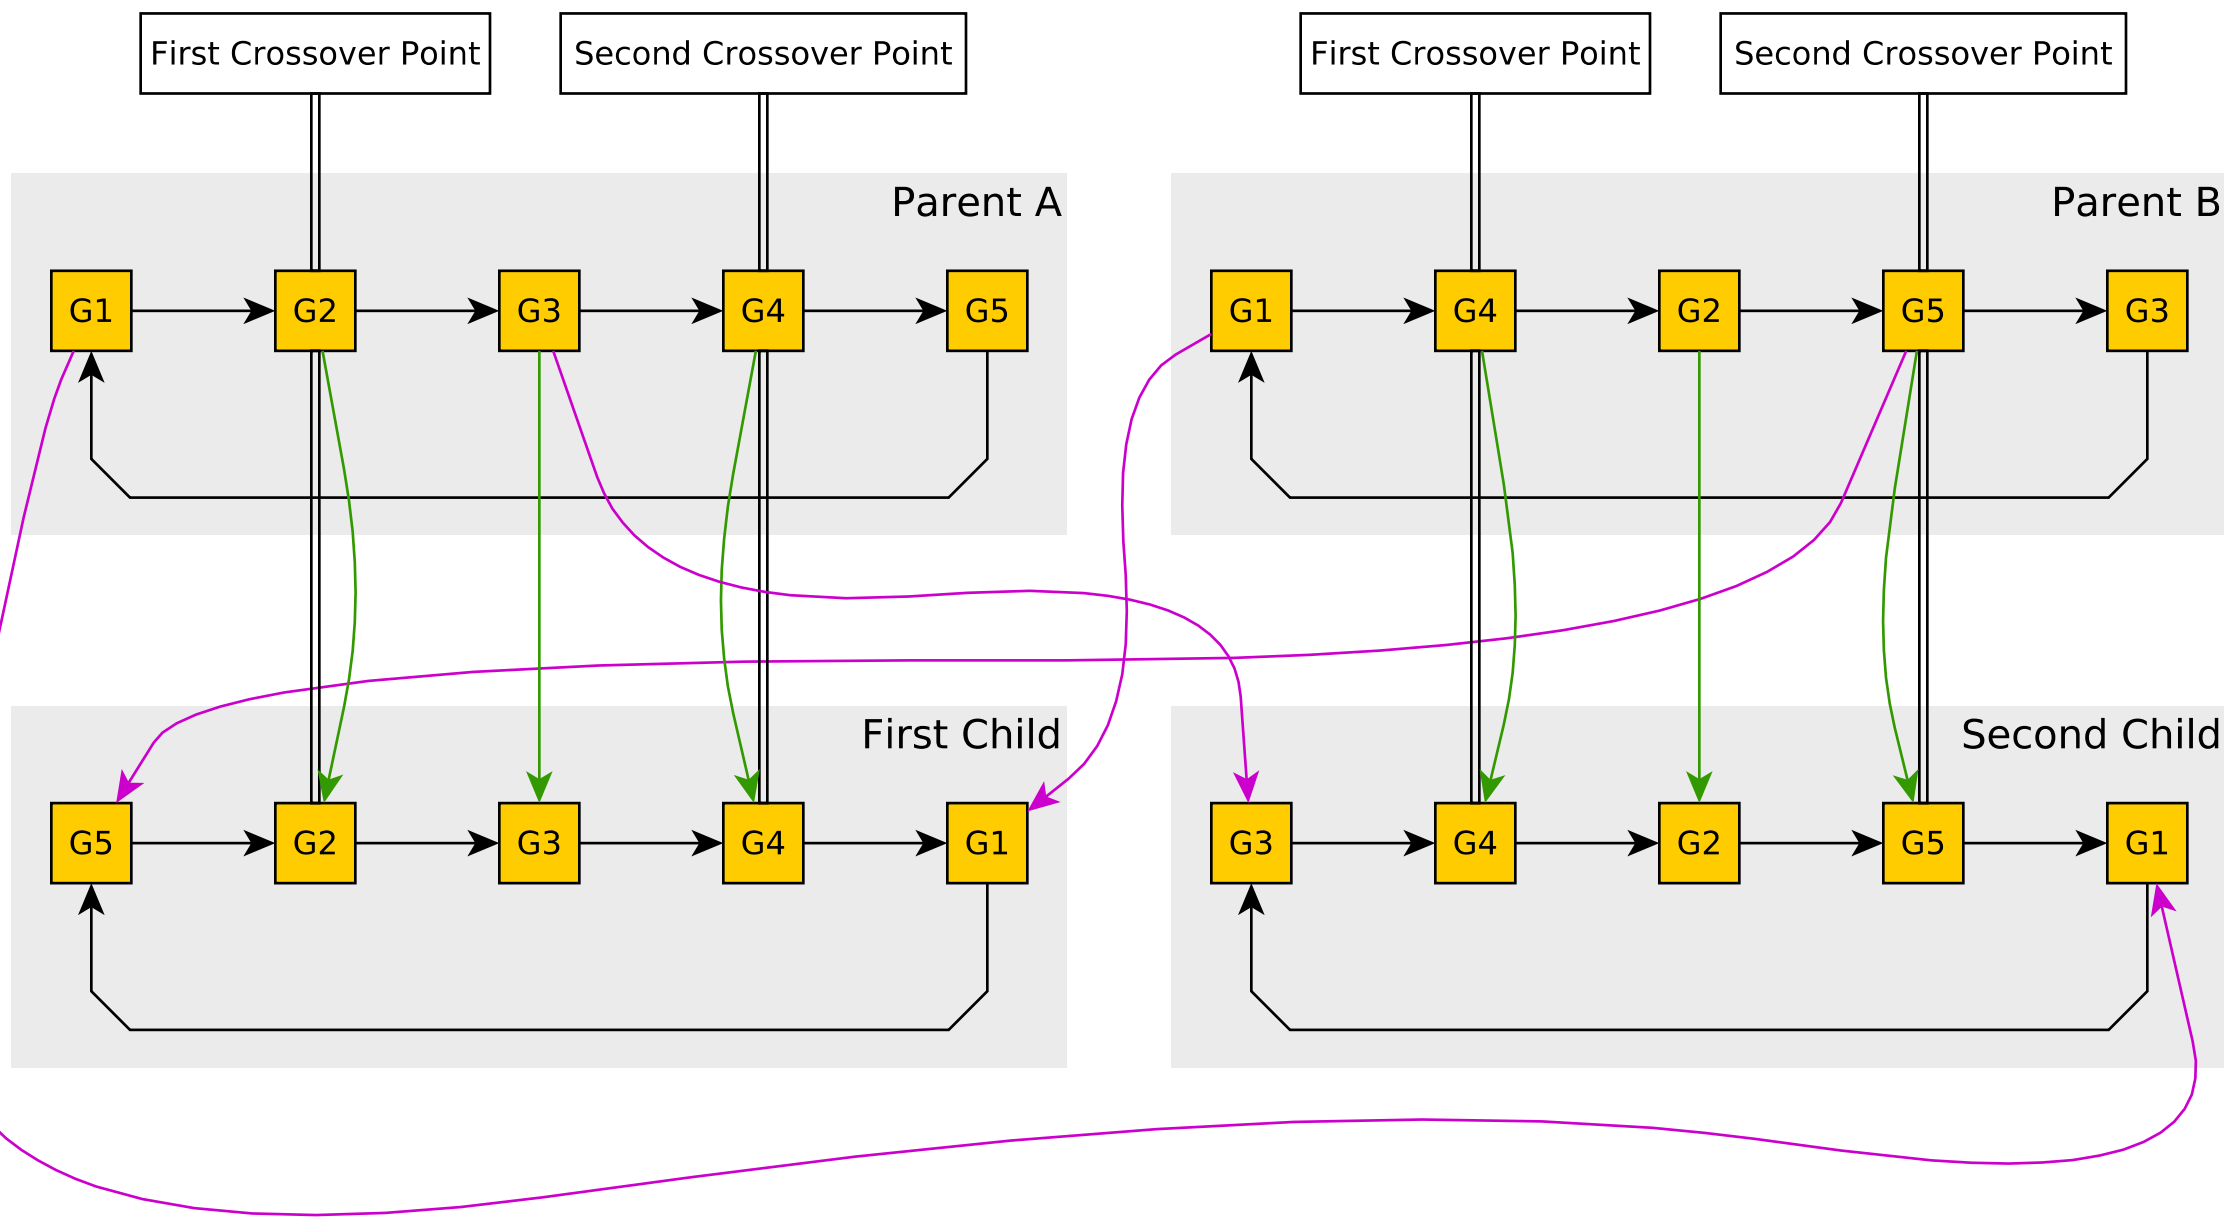 First Crossover Point
Second Crossover Point
First Crossover Point
Second Crossover Point
Parent A
Parent B
G1
G2
G3
G4
G5
G1
G4
G2
G5
G3
First Child
Second Child
G5
G2
G3
G4
G1
G3
G4
G2
G5
G1